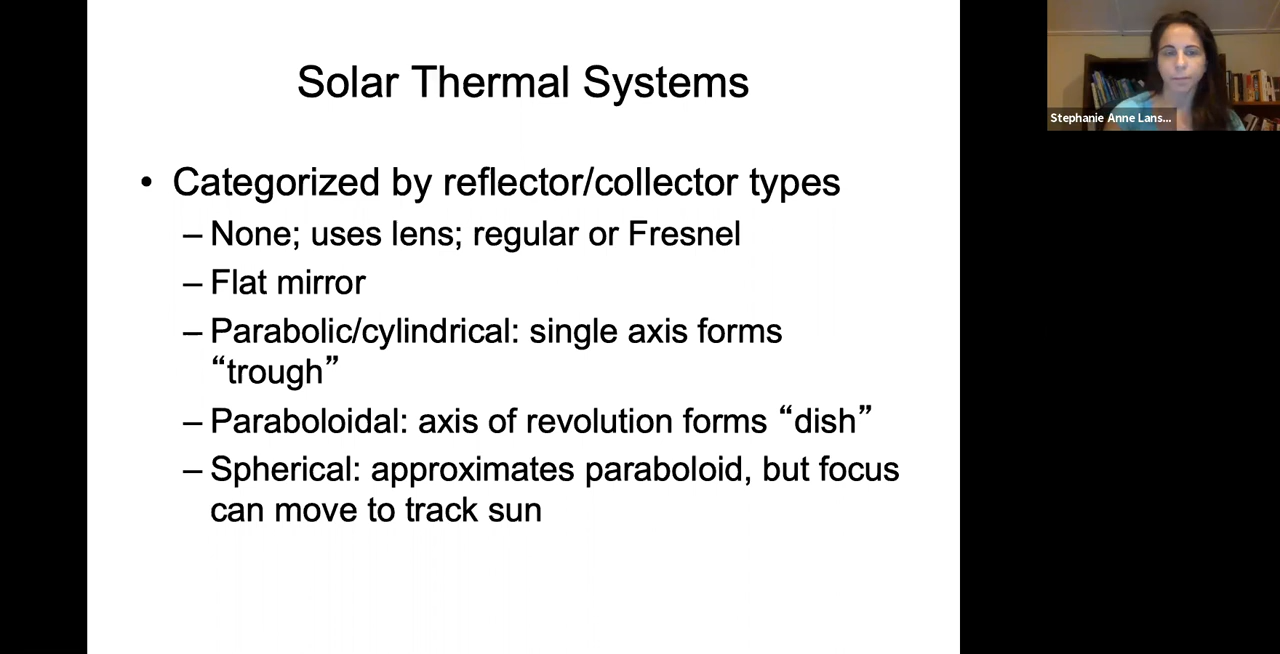 Solar Thermal Systems
Stephanie Anne Lans...
• Categorized by reflector/collector types
– None; uses lens; regular or Fresnel
– Flat mirror
– Parabolic/cylindrical: single axis forms
“trough”
– Paraboloidal: axis of revolution forms “dish”
– Spherical: approximates paraboloid, but focus
can move to track sun